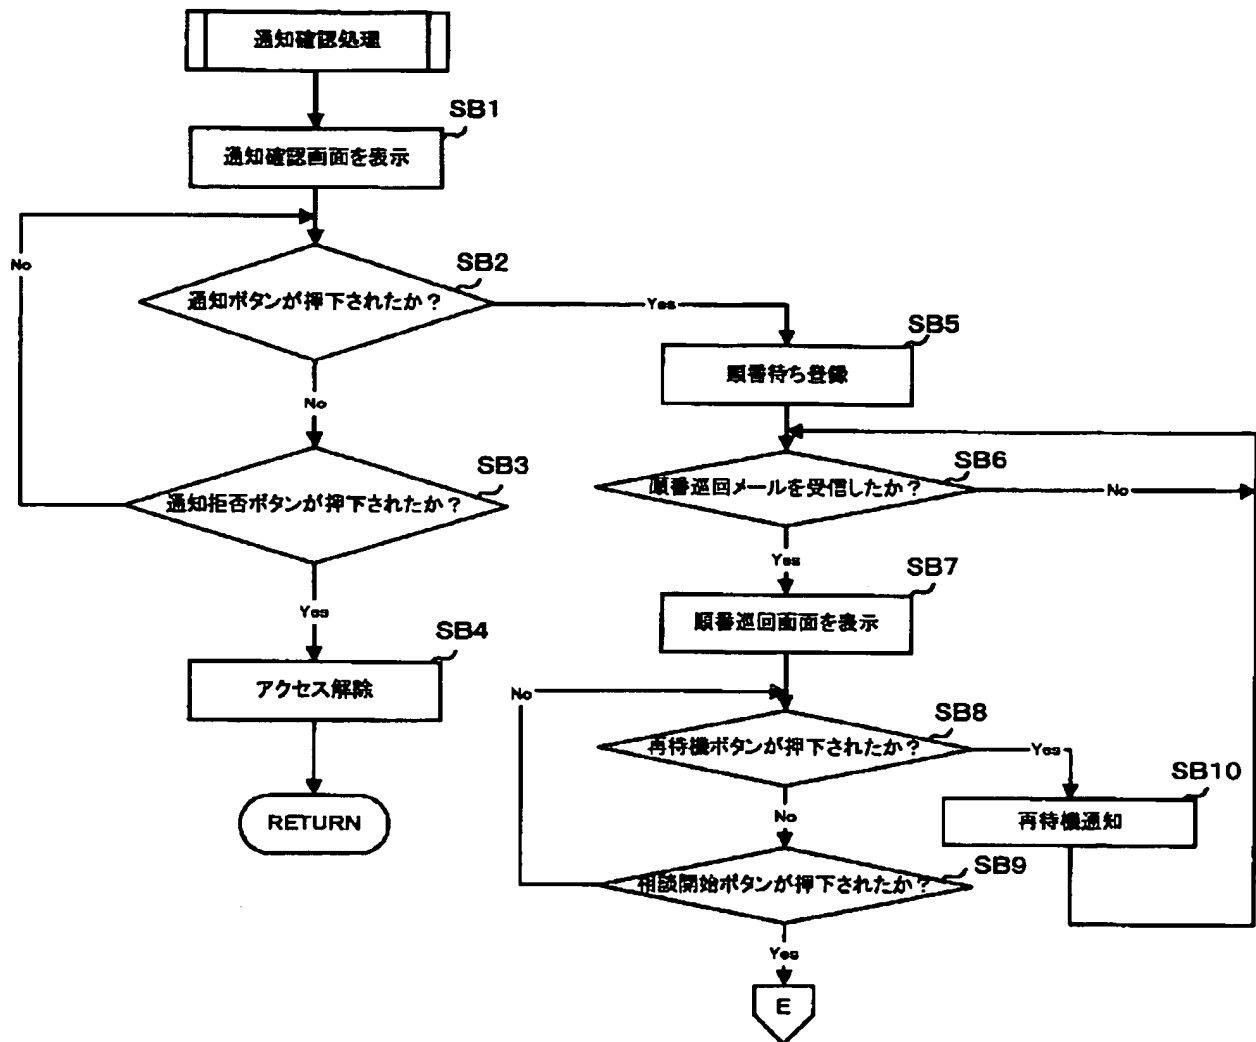 通知確認処理
SB1
通知確認画面を表示
No
SB2
通知ボタンが押下されたか?
Yes
No
SB3
通知拒否ボタンが押下されたか?
Yes
SB4
アクセス解除
RETURN
SB5
順番待ち登録
SB6
順番巡回メールを受信したか?
No
Yes
SB7
順番巡回画面を表示
No
SB8
再待機ボタンが押下されたか?
Yes
SB10
再待機通知
No
SB9
相談開始ボタンが押下されたか?
Yes
E